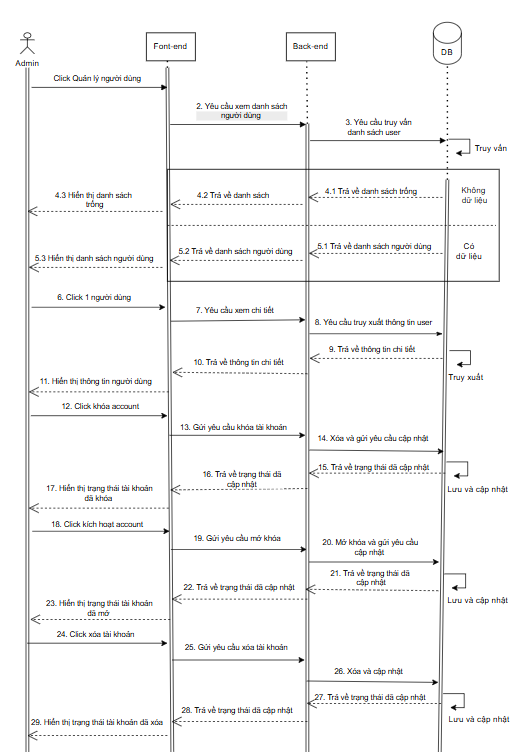 Admin
Font-end
Back-end
DB
Click Quản lý người dùng
2. Yêu cầu xem danh sách
người dùng
3. Yêu cầu truy vấn
danh sách user
Truy vấn
4.3 Hiển thị danh sách
trống
4.2 Trả về danh sách
4.1 Trả về danh sách trống
Không
dữ liệu
5.3 Hiển thị danh sách người dùng
5.2 Trả về danh sách người dùng
5.1 Trả về danh sách người dùng
Có
dữ liệu
6. Click 1 người dùng
7. Yêu cầu xem chi tiết
8. Yêu cầu truy xuất thông tin user
9. Trả về thông tin chi tiết
10. Trả về thông tin chi tiết
Truy xuất
11. Hiển thị thông tin người dùng
12. Click khóa account
13. Gửi yêu cầu khóa tài khoản
14. Xóa và gửi yêu cầu cập nhật
15. Trả về trạng thái đã cập nhật
16. Trả về trạng thái đã
cập nhật
Lưu và cập nhật
17. Hiển thị trạng thái tài khoản
đã khóa
18. Click kích hoạt account
19. Gửi yêu cầu mở khóa
20. Mở khóa và gửi yêu cầu
cập nhật
21. Trả về trạng thái đã
cập nhật
22. Trả về trạng thái đã cập nhật
Lưu và cập nhật
23. Hiển thị trạng thái tài khoản
đã mở
24. Click xóa tài khoản
25. Gửi yêu cầu xóa tài khoản
26. Xóa và cập nhật
27. Trả về trạng thái đã cập nhật
28. Trả về trạng thái đã cập nhật
Lưu và cập nhật
29. Hiển thị trạng thái tài khoản đã xóa